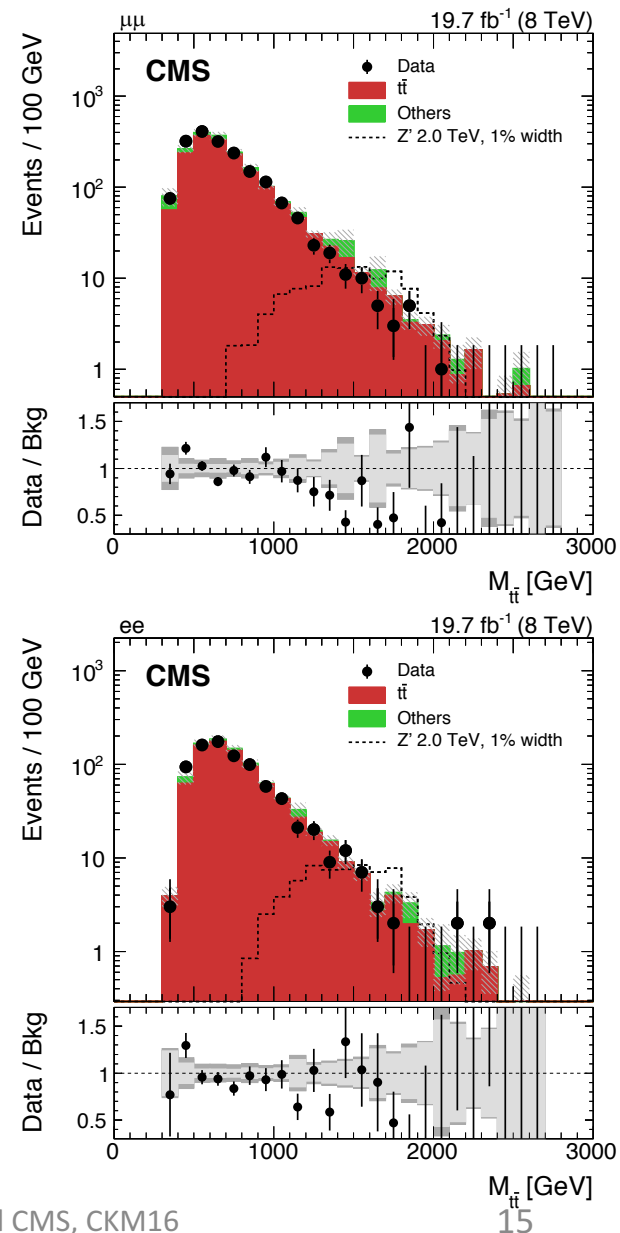 μμ 19.7 fb⁻¹ (8 TeV)
CMS
Data
tt̄
Others
Z' 2.0 TeV, 1% width
Events / 100 GeV
10³
10²
10
1
Data / Bkg
1.5
1
0.5
0 1000 2000 3000
M_tt̄ [GeV]
ee 19.7 fb⁻¹ (8 TeV)
CMS
Data
tt̄
Others
Z' 2.0 TeV, 1% width
Events / 100 GeV
10³
10²
10
1
Data / Bkg
1.5
1
0.5
0 1000 2000 3000
M_tt̄ [GeV]
CMS, CKM16 15